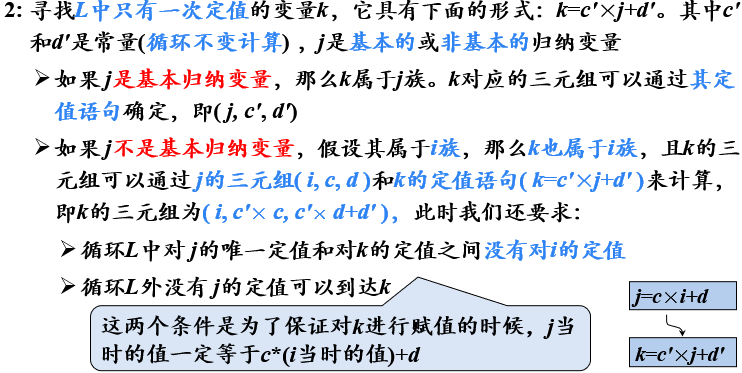 2: 寻找L中只有一次定值的变量k，它具有下面的形式：k=c′×j+d′。其中c′
和d′是常量(循环不变计算)，j是基本的或非基本的归纳变量
➢如果j是基本归纳变量，那么k属于j族。k对应的三元组可以通过其定
值语句确定，即(j, c′, d′)
➢如果j不是基本归纳变量，假设其属于i族，那么k也属于i族，且k的三
元组可以通过j的三元组( i, c, d )和k的定值语句( k=c′×j+d′ )来计算，
即k的三元组为( i, c′× c, c′× d+d′ )，此时我们还要求：
➢循环L中对j的唯一定值和对k的定值之间没有对i的定值
➢循环L外没有j的定值可以到达k
这两个条件是为了保证对k进行赋值的时候，j当
时的值一定等于c*(i当时的值)+d
j=c×i+d
k=c′×j+d′